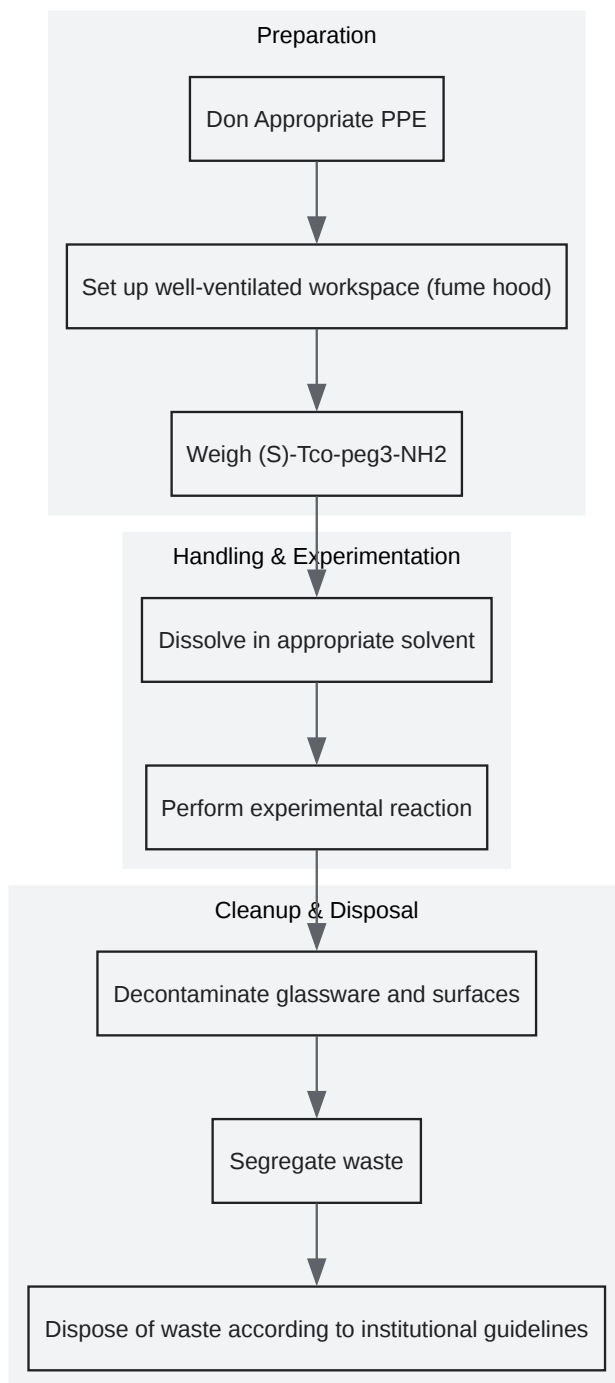 Preparation
Don Appropriate PPE
Set up well-ventilated workspace (fume hood)
Weigh (S)-Tco-peg3-NH2
Handling & Experimentation
Dissolve in appropriate solvent
Perform experimental reaction
Cleanup & Disposal
Decontaminate glassware and surfaces
Segregate waste
Dispose of waste according to institutional guidelines